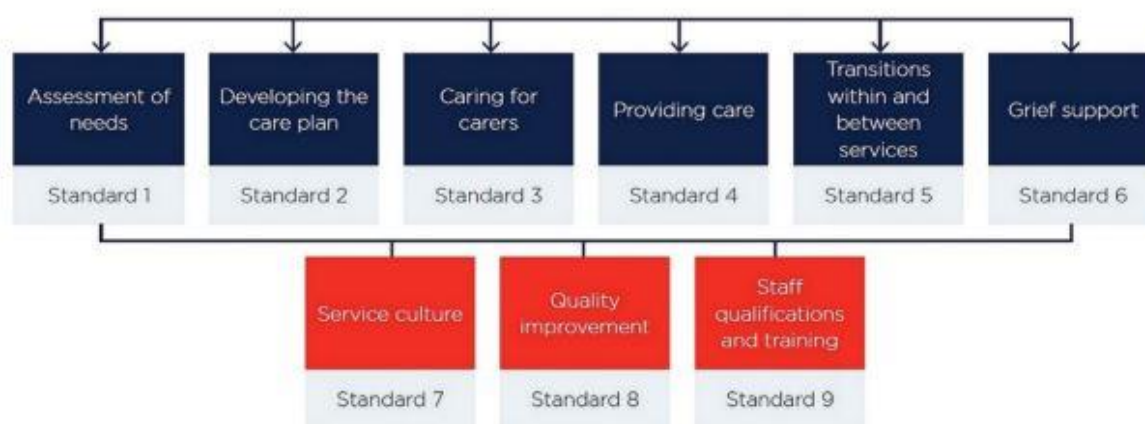 Assessment of
needs
Standard 1
Developing the
care plan
Standard 2
Caring for
carers
Standard 3
Providing care
Standard 4
Transitions
within and
between
services
Standard 5
Grief support
Standard 6
Service culture
Standard 7
Quality
improvement
Standard 8
Staff
qualifications
and training
Standard 9